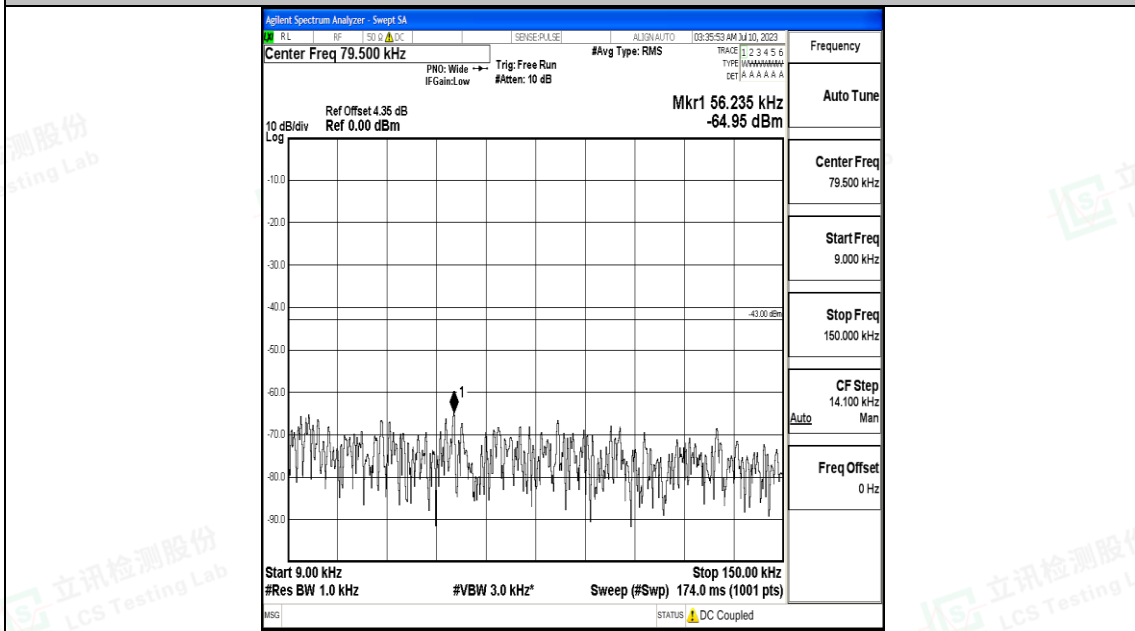 Agilent Spectrum Analyzer - Swept SA
RL RF 50 Ω DC SENSE:PULSE ALIGN AUTO 03:35:53 AM Jul 10, 2023
Center Freq 79.500 kHz
PNO: Wide
IFGain:Low
Trig: Free Run
#Atten: 10 dB
#Avg Type: RMS
TRACE 1 2 3 4 5 6
TYPE
DET A A A A A A
Mkr1 56.235 kHz
-64.95 dBm
Ref Offset 4.35 dB
10 dB/div Ref 0.00 dBm
Log
-10.0
-20.0
-30.0
-40.0
-43.00 dBm
-50.0
-60.0
1
-70.0
-80.0
-90.0
Start 9.00 kHz Stop 150.00 kHz
#Res BW 1.0 kHz #VBW 3.0 kHz* Sweep (#Swp) 174.0 ms (1001 pts)
MSG STATUS DC Coupled
Frequency
Auto Tune
Center Freq
79.500 kHz
Start Freq
9.000 kHz
Stop Freq
150.000 kHz
CF Step
14.100 kHz
Auto Man
Freq Offset
0 Hz
测股份
sting Lab
立讯检测股份
LCS Testing Lab
立讯检测股份
LCS Testing L